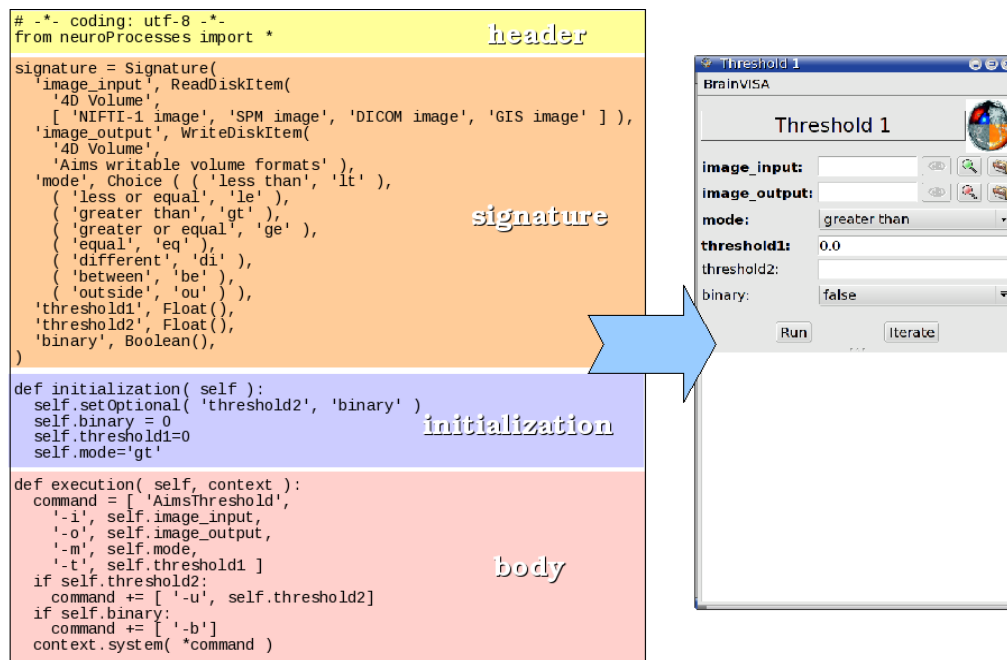 # -*- coding: utf-8 -*-
from neuroProcesses import *
header
signature = Signature(
'image_input', ReadDiskItem(
'4D Volume',
[ 'NIFTI-1 image', 'SPM image', 'DICOM image', 'GIS image' ] ),
'image_output', WriteDiskItem(
'4D Volume',
'Aims writable volume formats' ),
'mode', Choice ( ( 'less than', 'lt' ),
( 'less or equal', 'le' ),
( 'greater than', 'gt' ),
( 'greater or equal', 'ge' ),
( 'equal', 'eq' ),
( 'different', 'di' ),
( 'between', 'be' ),
( 'outside', 'ou' ) ),
'threshold1', Float(),
'threshold2', Float(),
'binary', Boolean(),
)
signature
def initialization( self ):
self.setOptional( 'threshold2', 'binary' )
self.binary = 0
self.threshold1=0
self.mode='gt'
initialization
def execution( self, context ):
command = [ 'AimsThreshold',
'-i', self.image_input,
'-o', self.image_output,
'-m', self.mode,
'-t', self.threshold1 ]
if self.threshold2:
command += [ '-u', self.threshold2]
if self.binary:
command += [ '-b']
context.system( *command )
body
Threshold 1
BrainVISA
Threshold 1
image_input:
image_output:
mode: greater than
threshold1: 0.0
threshold2:
binary: false
Run Iterate